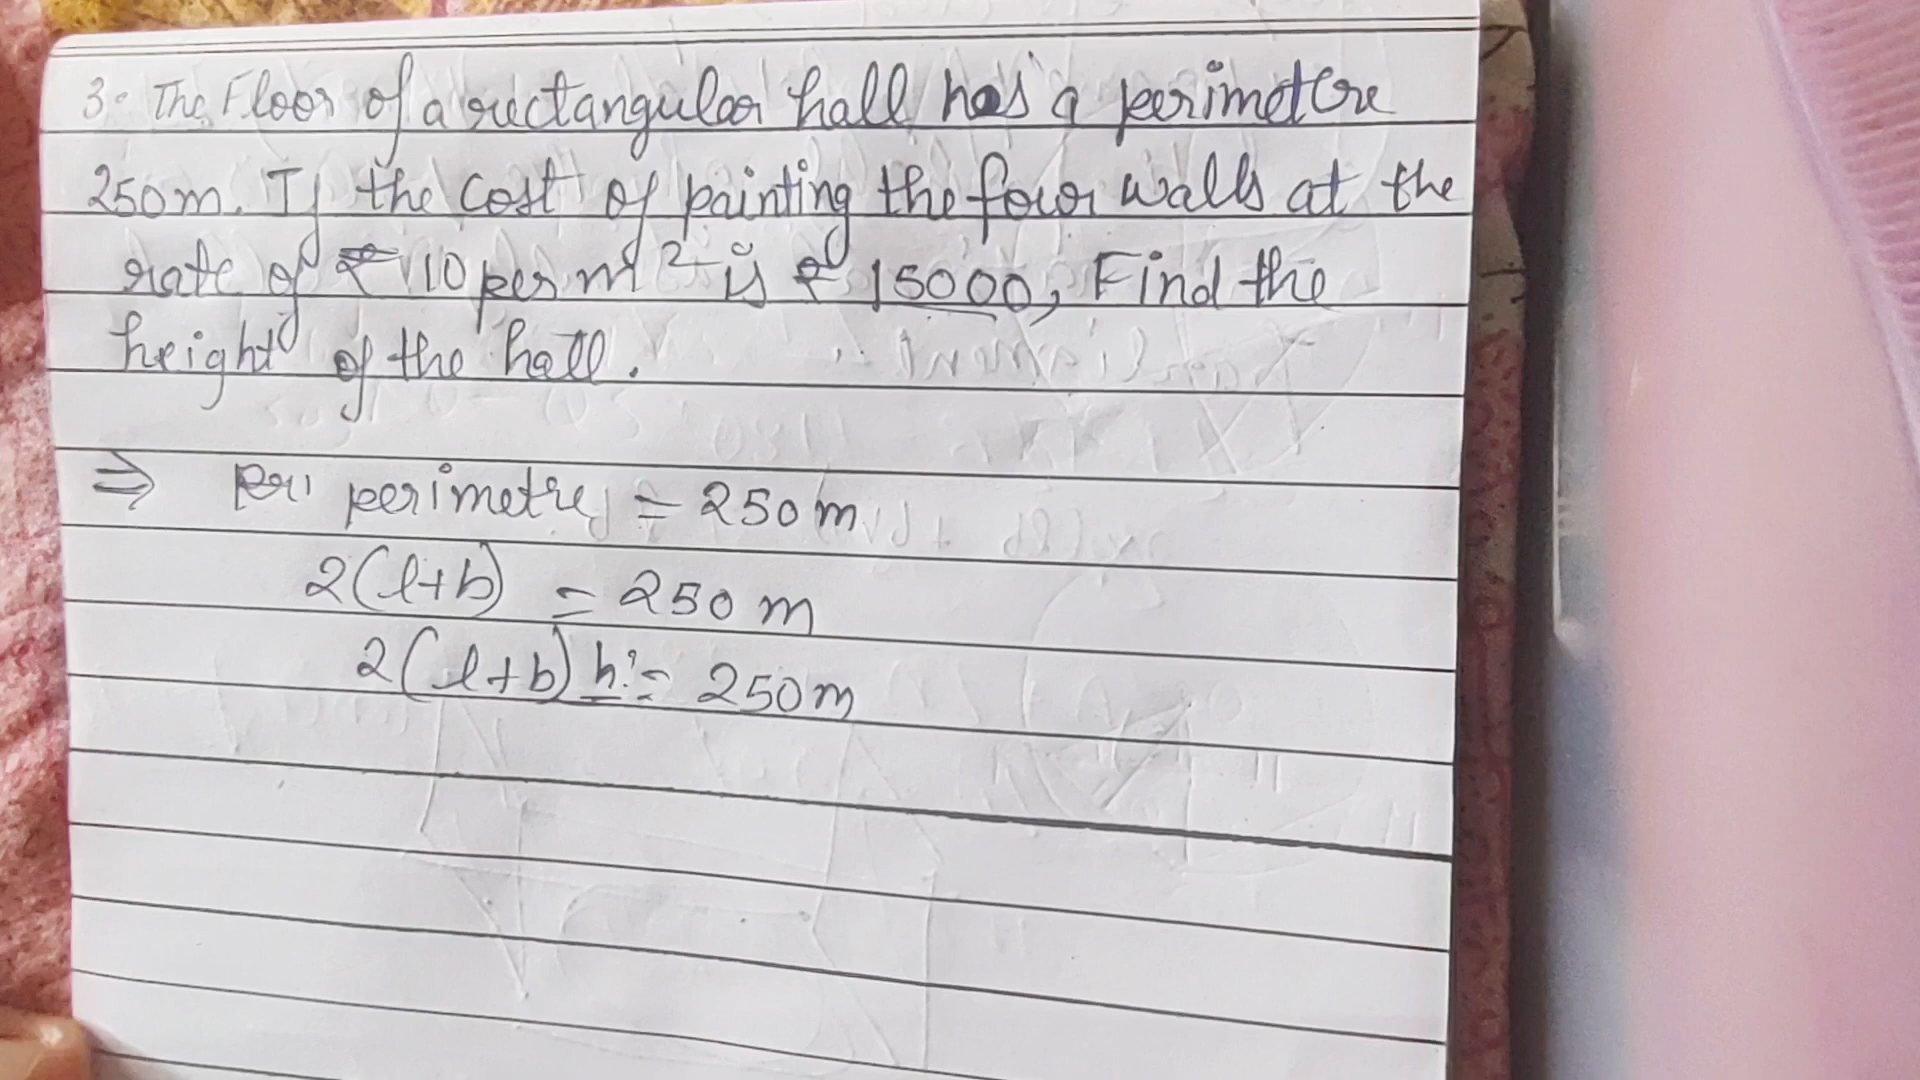 3. The Floor of a rectangular hall has a perimetre
250m. If the cost of painting the four walls at the
rate of ₹ 10 per m² is ₹ 15000, Find the
height of the hall.
⇒ Peri perimetre = 250m
2(l+b) = 250 m
2(l+b) h = 250m